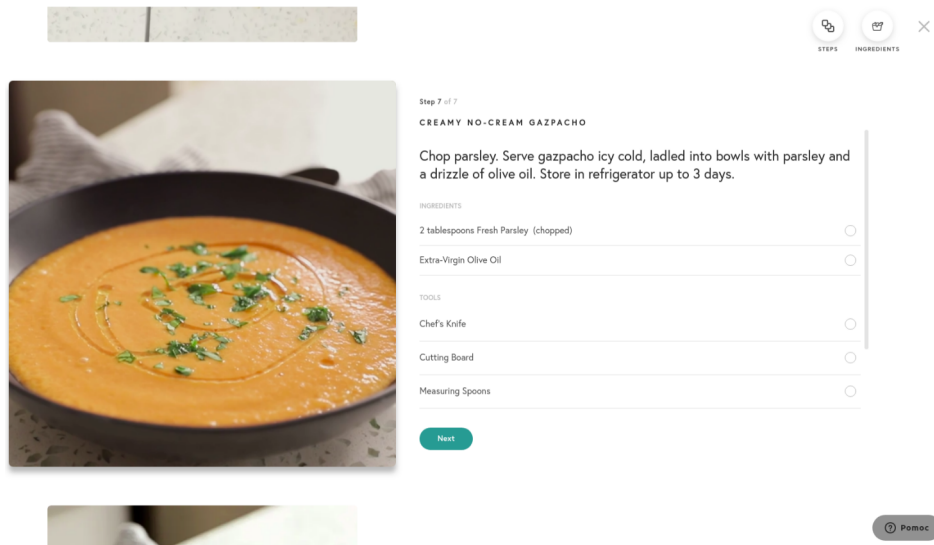 STEPS
INGREDIENTS
Step 7 of 7
CREAMY NO-CREAM GAZPACHO
Chop parsley. Serve gazpacho icy cold, ladled into bowls with parsley and
a drizzle of olive oil. Store in refrigerator up to 3 days.
INGREDIENTS
2 tablespoons Fresh Parsley (chopped)
Extra-Virgin Olive Oil
TOOLS
Chef's Knife
Cutting Board
Measuring Spoons
Next
Pomoc